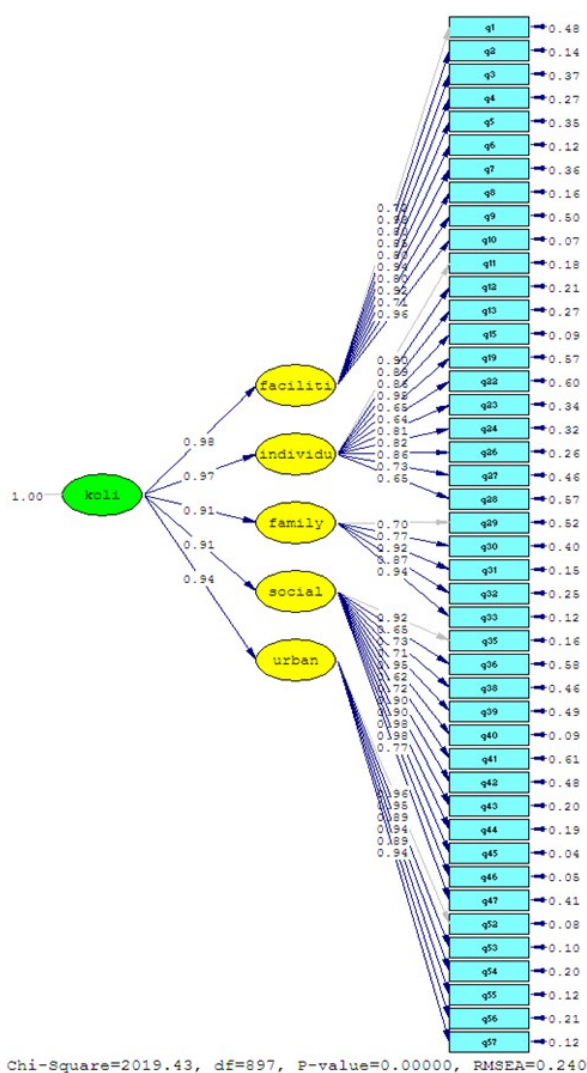 q1 0.48
q2 0.14
q3 0.37
q4 0.27
q5 0.35
q6 0.12
q7 0.36
q8 0.16
q9 0.50
q10 0.07
q11 0.18
q12 0.21
q13 0.27
q15 0.09
q19 0.57
q22 0.60
q23 0.34
q24 0.32
q26 0.26
q27 0.46
q28 0.57
q29 0.52
q30 0.40
q31 0.15
q32 0.25
q33 0.12
q35 0.16
q36 0.58
q38 0.46
q39 0.49
q40 0.09
q41 0.61
q42 0.48
q43 0.20
q44 0.19
q45 0.04
q46 0.05
q47 0.41
q52 0.08
q53 0.10
q54 0.20
q55 0.12
q56 0.21
q57 0.12
0.80
0.94
0.80
0.92
0.71
0.96
faciliti
0.90
0.89
0.86
0.65
0.64
0.81
0.82
0.86
0.73
0.65
individu
0.70
0.77
0.92
0.87
0.94
family
0.92
0.65
0.73
0.71
0.95
0.62
0.72
0.90
0.90
0.98
0.98
0.77
social
0.96
0.95
0.89
0.94
0.89
0.94
urban
0.98
0.97
0.91
0.91
0.94
1.00
koli
Chi-Square=2019.43, df=897, P-value=0.00000, RMSEA=0.240